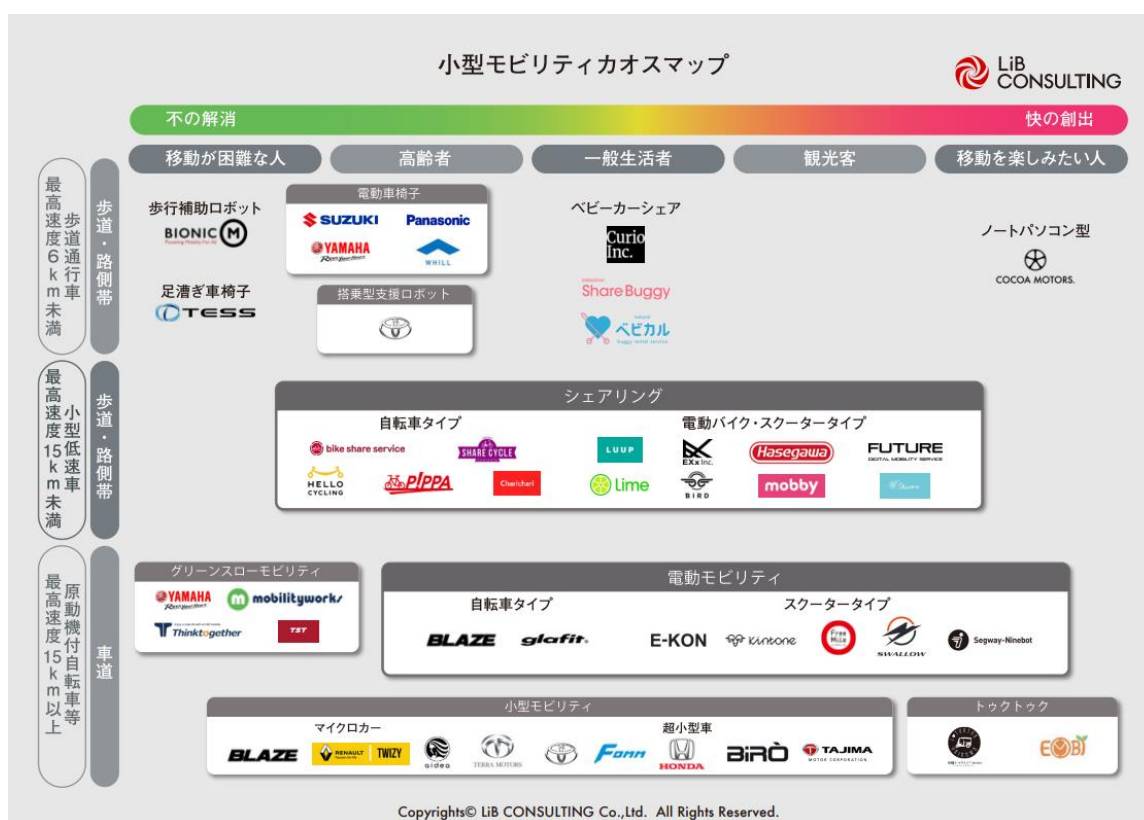 小型モビリティカオスマップ
LiB
CONSULTING
不の解消
快の創出
移動が困難な人
高齢者
一般生活者
観光客
移動を楽しみたい人
歩道通行車
最高速度6km未満
歩道・路側帯
歩行補助ロボット
BIONIC M
足漕ぎ車椅子
TESS
電動車椅子
SUZUKI
Panasonic
YAMAHA
WHILL
搭乗型支援ロボット
ベビーカーシェア
Curio
Inc.
Share Buggy
ベビカル
ノートパソコン型
COCOA MOTORS.
小型低速車
最高速度15km未満
歩道・路側帯
シェアリング
自転車タイプ
電動バイク・スクータータイプ
bike share service
SHARE CYCLE
LUUP
EXx Inc.
Hasegawa
FUTURE
DIGITAL MOBILITY SERVICE
HELLO
CYCLING
PiPPA
Charichari
Lime
BIRD
mobby
原動機付自転車等
最高速度15km以上
車道
グリーンスローモビリティ
YAMAHA
mobilityworks
Thinktogether
TST
電動モビリティ
自転車タイプ
スクータータイプ
BLAZE
glafit
E-KON
kintone
Free
Mile
SWALLOW
Segway-Ninebot
小型モビリティ
マイクロカー
超小型車
BLAZE
RENAULT
TWIZY
aidea
TERRA MOTORS
Fomm
HONDA
BIRÒ
TAJIMA
MOTOR CORPORATION
トゥクトゥク
EMOBI
Copyrights© LiB CONSULTING Co.,Ltd. All Rights Reserved.